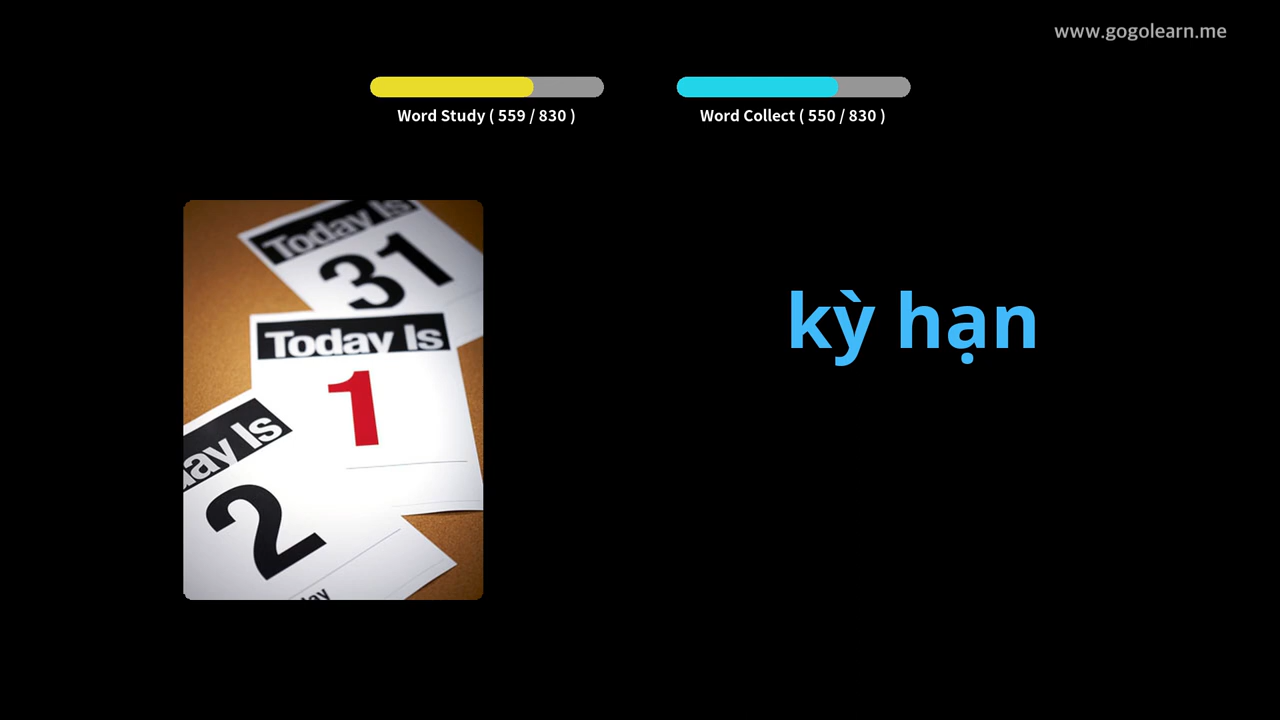 www.gogolearn.me
Word Study ( 559 / 830 )
Word Collect ( 550 / 830 )
Today Is
31
Today Is
1
ay Is
2
kỳ hạn